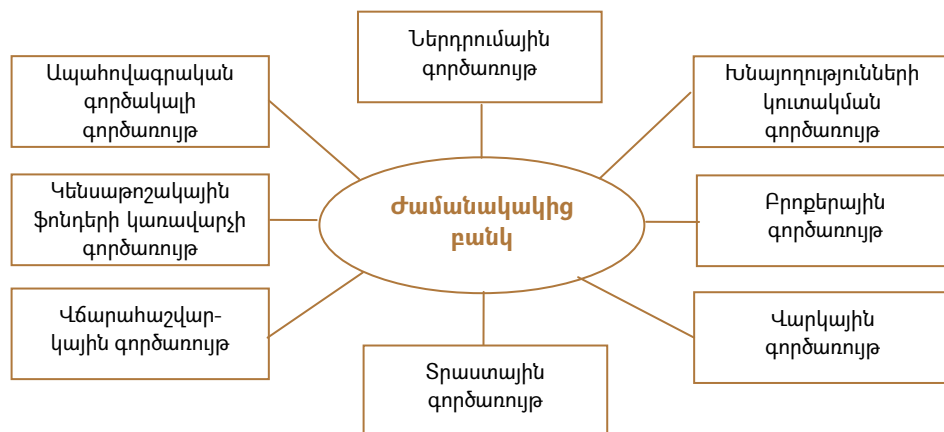 Ներդրումային
գործառույթ
Ապահովագրական
գործակալի
գործառույթ
Խնայողությունների
կուտակման
գործառույթ
Կենսաթոշակային
ֆոնդերի կառավարչի
գործառույթ
Ժամանակակից
բանկ
Բրոքերային
գործառույթ
Վճարահաշվար-
կային գործառույթ
Վարկային
գործառույթ
Տրաստային
գործառույթ